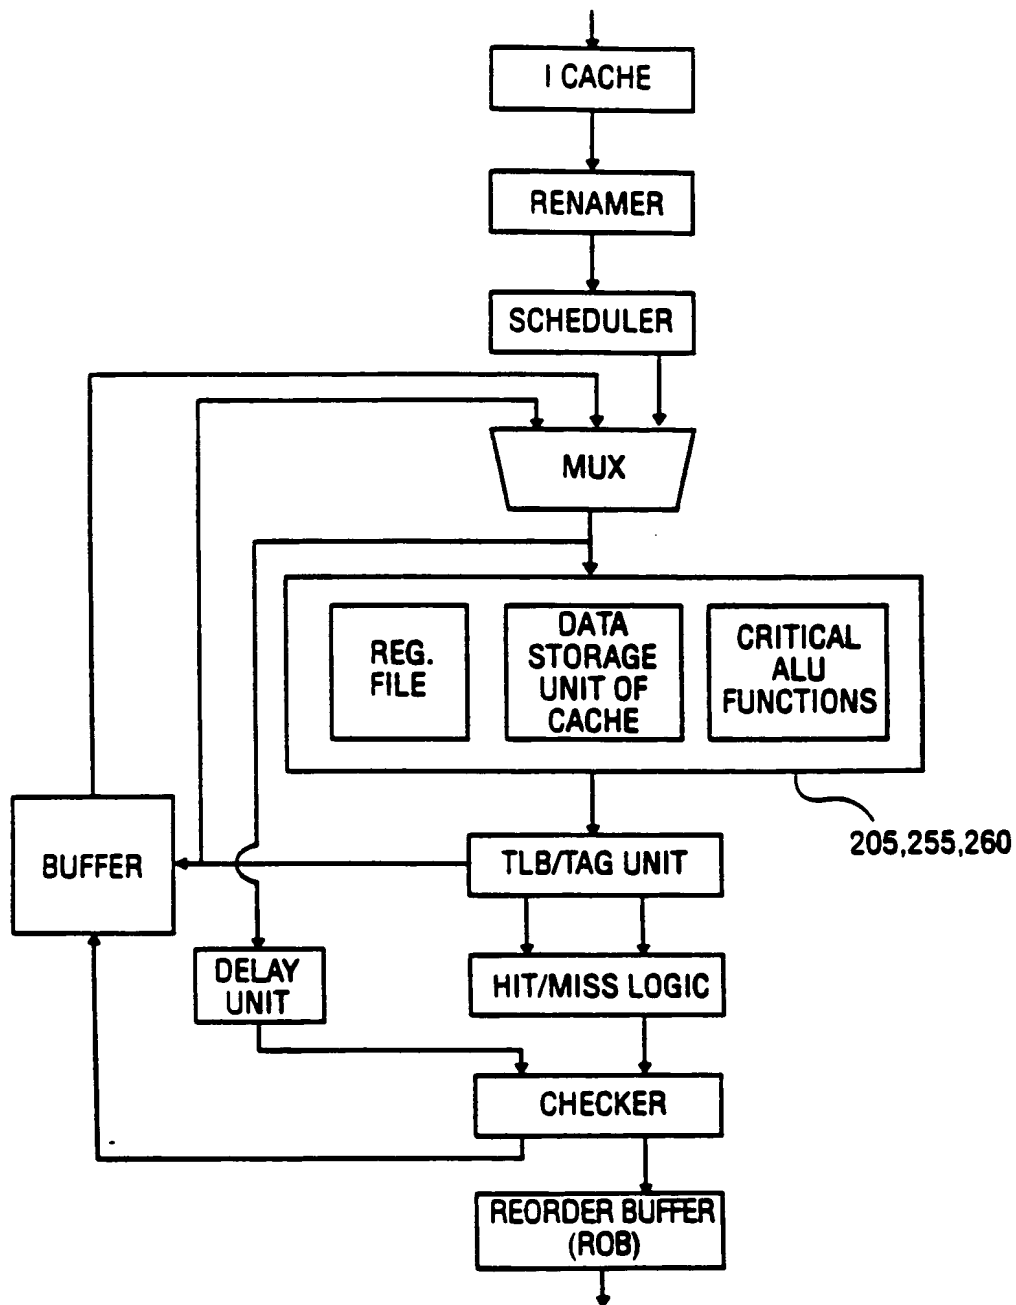 I CACHE
RENAMER
SCHEDULER
MUX
REG.
FILE
DATA
STORAGE
UNIT OF
CACHE
CRITICAL
ALU
FUNCTIONS
205,255,260
BUFFER
TLB/TAG UNIT
DELAY
UNIT
HIT/MISS LOGIC
CHECKER
REORDER BUFFER
(ROB)